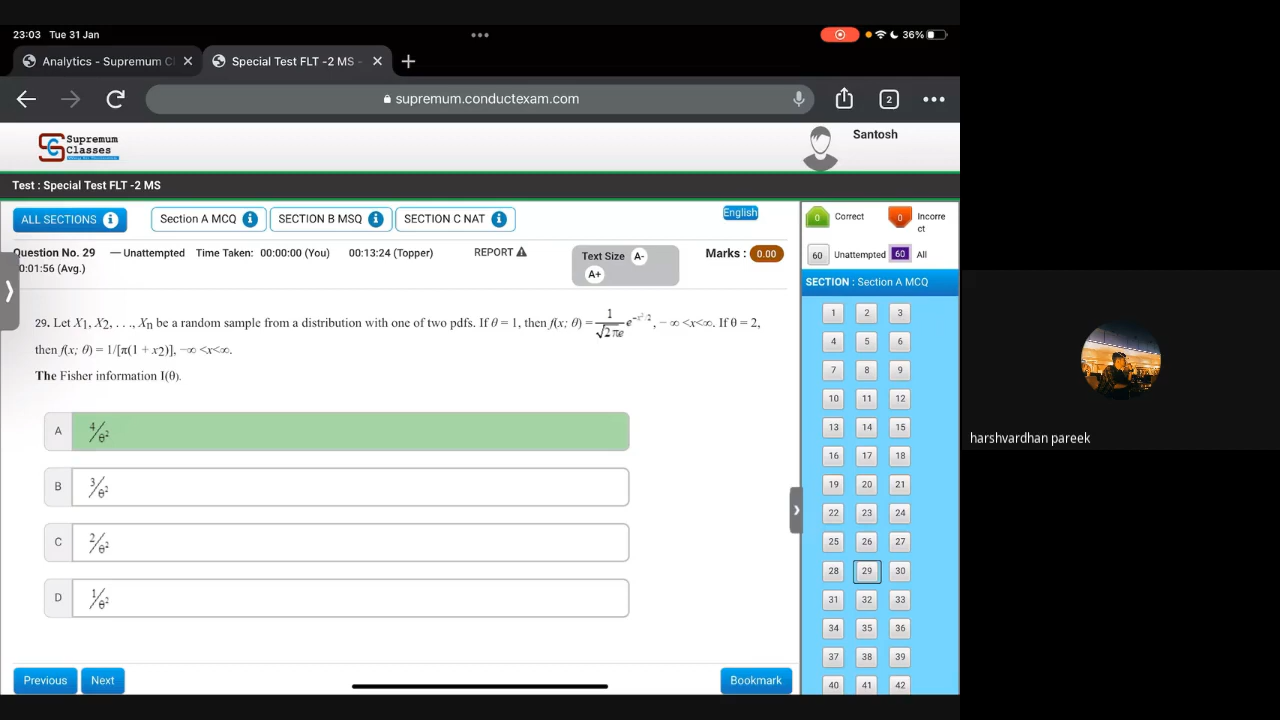 23:03 Tue 31 Jan
36%
Analytics - Supremum Cl
Special Test FLT -2 MS -
supremum.conductexam.com
2
Supremum
Classes
Santosh
Test : Special Test FLT -2 MS
ALL SECTIONS
Section A MCQ
SECTION B MSQ
SECTION C NAT
English
Question No. 29 — Unattempted Time Taken: 00:00:00 (You) 00:13:24 (Topper) REPORT
00:01:56 (Avg.)
Text Size A-
A+
Marks : 0.00
0 Correct 0 Incorre
ct
60 Unattempted 60 All
SECTION : Section A MCQ
29. Let X1, X2, . . ., Xn be a random sample from a distribution with one of two pdfs. If θ = 1, then f(x; θ) = 1/√2πe e^-x²/2, − ∞ <x<∞. If θ = 2,
then f(x; θ) = 1/[π(1 + x2)], −∞ <x<∞.
The Fisher information I(θ).
A 4/θ²
B 3/θ²
C 2/θ²
D 1/θ²
Previous
Next
Bookmark
1 2 3
4 5 6
7 8 9
10 11 12
13 14 15
16 17 18
19 20 21
22 23 24
25 26 27
28 29 30
31 32 33
34 35 36
37 38 39
40 41 42
harshvardhan pareek